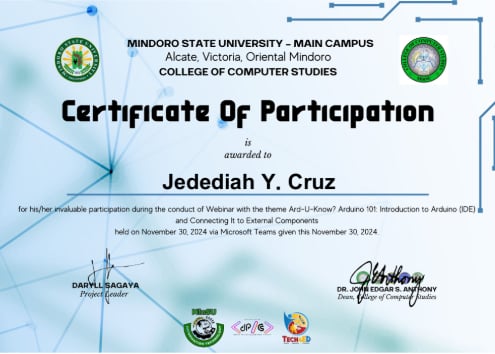 MINDORO STATE UNIVERSITY – MAIN CAMPUS
Alcate, Victoria, Oriental Mindoro
COLLEGE OF COMPUTER STUDIES
Certificate Of Participation
is
awarded to
Jedediah Y. Cruz
for his/her invaluable participation during the conduct of Webinar with the theme Ard-U-Know? Arduino 101: Introduction to Arduino (IDE)
and Connecting It to External Components
held on November 30, 2024 via Microsoft Teams given this November 30, 2024.
DARYLL SAGAYA
Project Leader
DR. JOHN EDGAR S. ANTHONY
Dean, College of Computer Studies
MinSU
TECH4ED